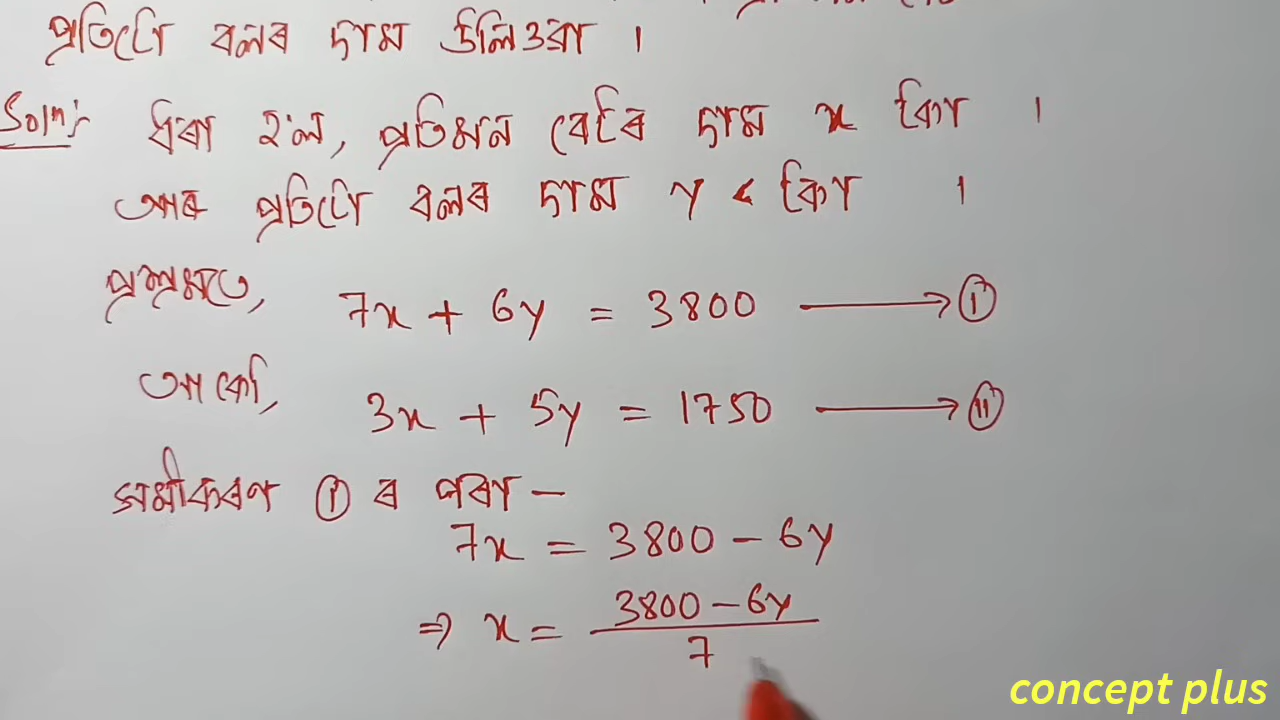 প্ৰতিটো বলৰ দাম উলিওৱা ।
Soln:- ধৰা হ'ল, প্ৰতিখন বেটৰ দাম x টকা ।
আৰু প্ৰতিটো বলৰ দাম y টকা ।
প্ৰশ্নমতে, 7x + 6y = 3800 ⟶ (i)
আকৌ, 3x + 5y = 1750 ⟶ (ii)
সমীকৰণ (i) ৰ পৰা –
7x = 3800 – 6y
⇒ x = (3800 – 6y)/7
concept plus